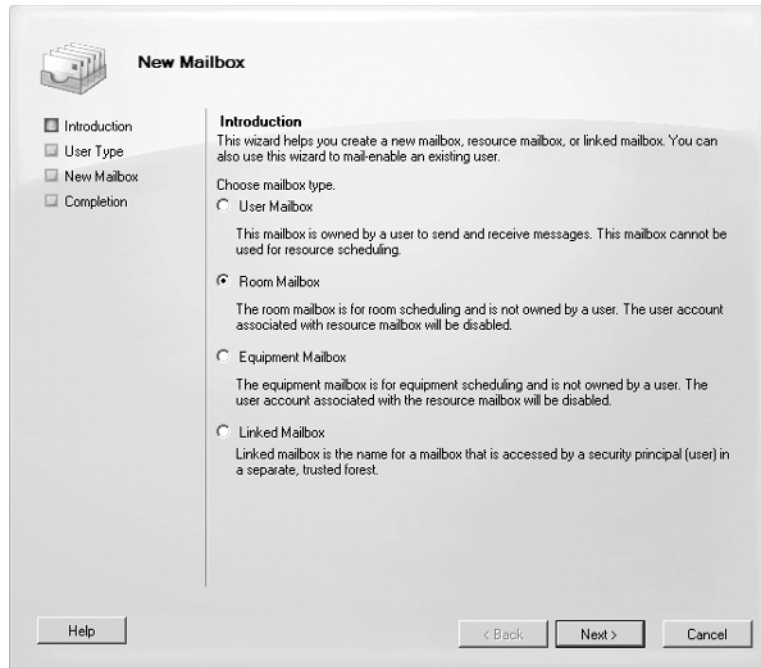 New Mailbox
Introduction
User Type
New Mailbox
Completion
Introduction
This wizard helps you create a new mailbox, resource mailbox, or linked mailbox. You can
also use this wizard to mail-enable an existing user.
Choose mailbox type.
User Mailbox
This mailbox is owned by a user to send and receive messages. This mailbox cannot be
used for resource scheduling.
Room Mailbox
The room mailbox is for room scheduling and is not owned by a user. The user account
associated with resource mailbox will be disabled.
Equipment Mailbox
The equipment mailbox is for equipment scheduling and is not owned by a user. The
user account associated with the resource mailbox will be disabled.
Linked Mailbox
Linked mailbox is the name for a mailbox that is accessed by a security principal (user) in
a separate, trusted forest.
Help
< Back
Next >
Cancel